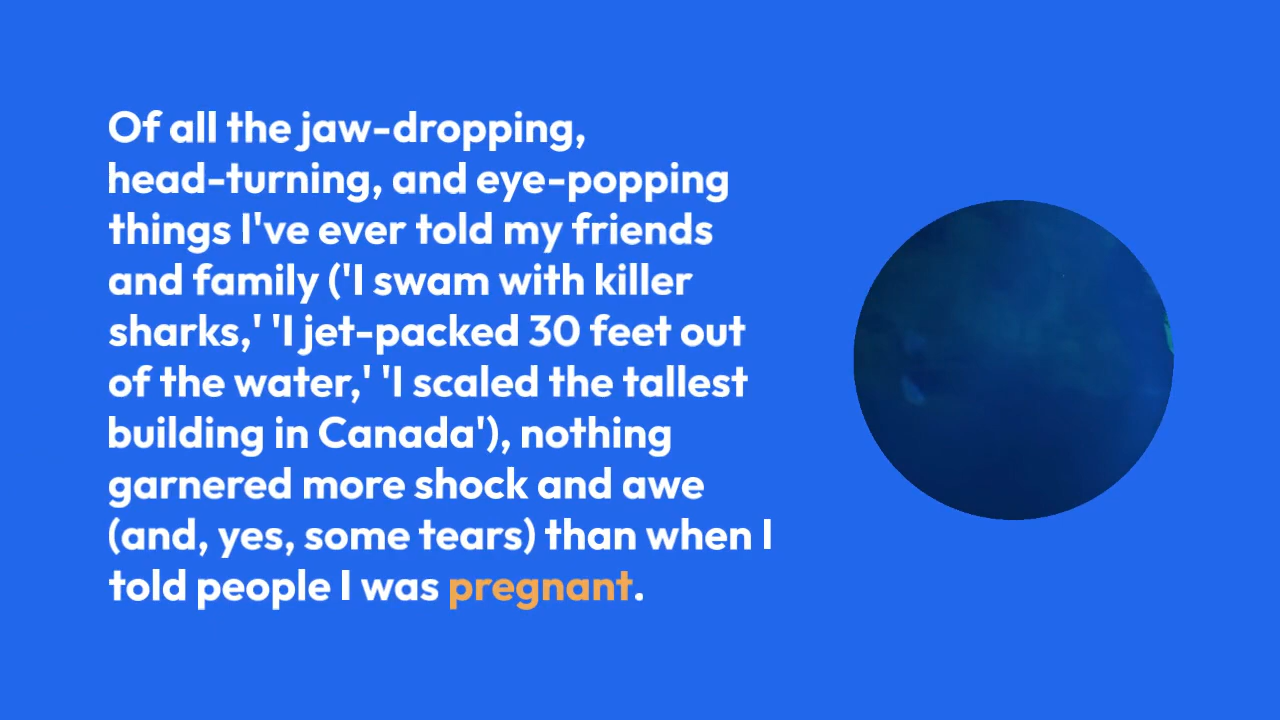 Of all the jaw-dropping,
head-turning, and eye-popping
things I've ever told my friends
and family ('I swam with killer
sharks,' 'I jet-packed 30 feet out
of the water,' 'I scaled the tallest
building in Canada'), nothing
garnered more shock and awe
(and, yes, some tears) than when I
told people I was pregnant.